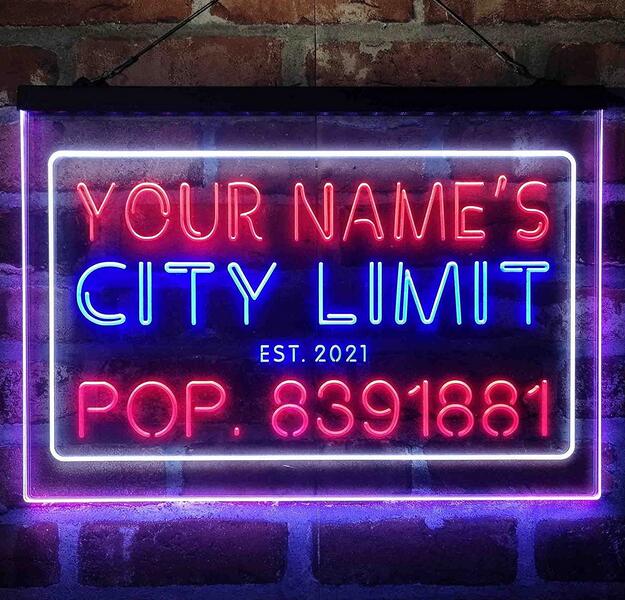 YOUR NAME'S
CITY LIMIT
EST. 2021
POP. 8391881